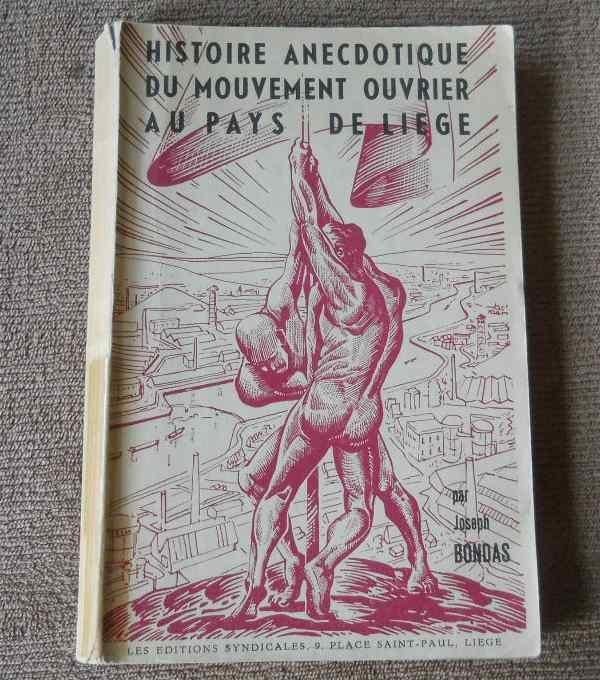 HISTOIRE ANECDOTIQUE
DU MOUVEMENT OUVRIER
AU PAYS DE LIEGE
par
Joseph
BONDAS
LES EDITIONS SYNDICALES, 9, PLACE SAINT-PAUL, LIEGE